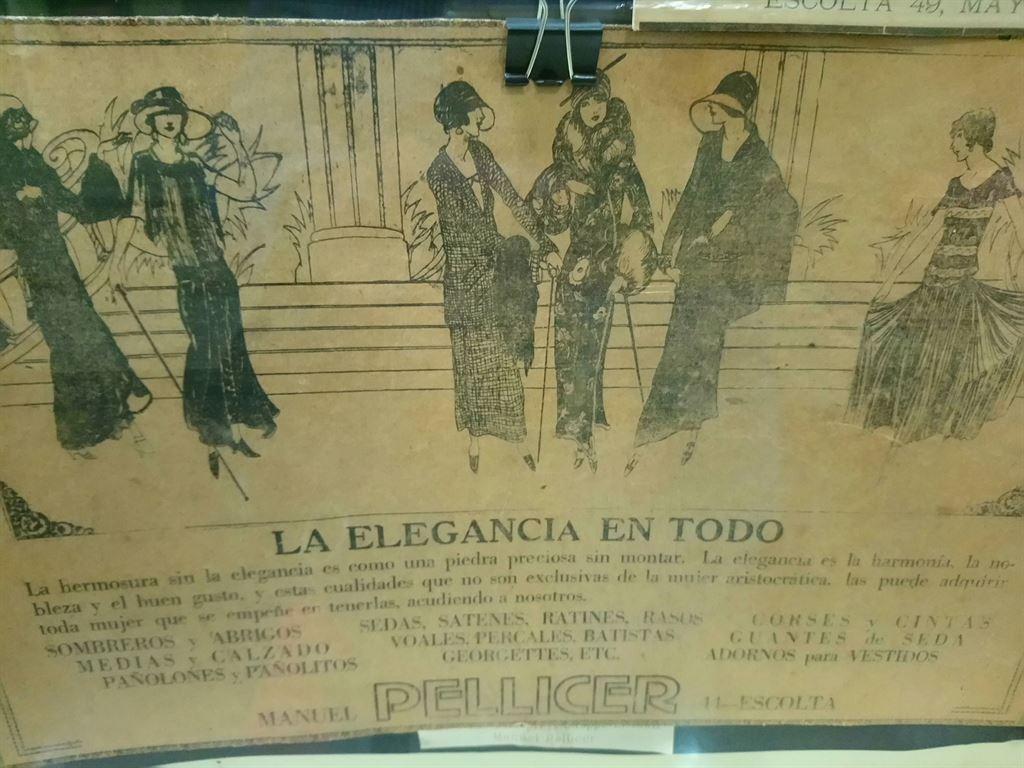 ESCOLTA 49, MAY
LA ELEGANCIA EN TODO
La hermosura sin la elegancia es como una piedra preciosa sin montar. La elegancia es la harmonía, la no-
bleza y el buen gusto, y estas cualidades que no son exclusivas de la mujer aristocrática, las puede adquirir
toda mujer que se empeñe en tenerlas, acudiendo a nosotros.
SOMBREROS y ABRIGOS
MEDIAS y CALZADO
PAÑOLONES y PAÑOLITOS
SEDAS, SATENES, RATINES, RASOS
VOALES, PERCALES, BATISTAS
GEORGETTES, ETC.
CORSES y CINTAS
GUANTES de SEDA
ADORNOS para VESTIDOS
MANUEL PELLICER 44—ESCOLTA
Manuel Pellicer